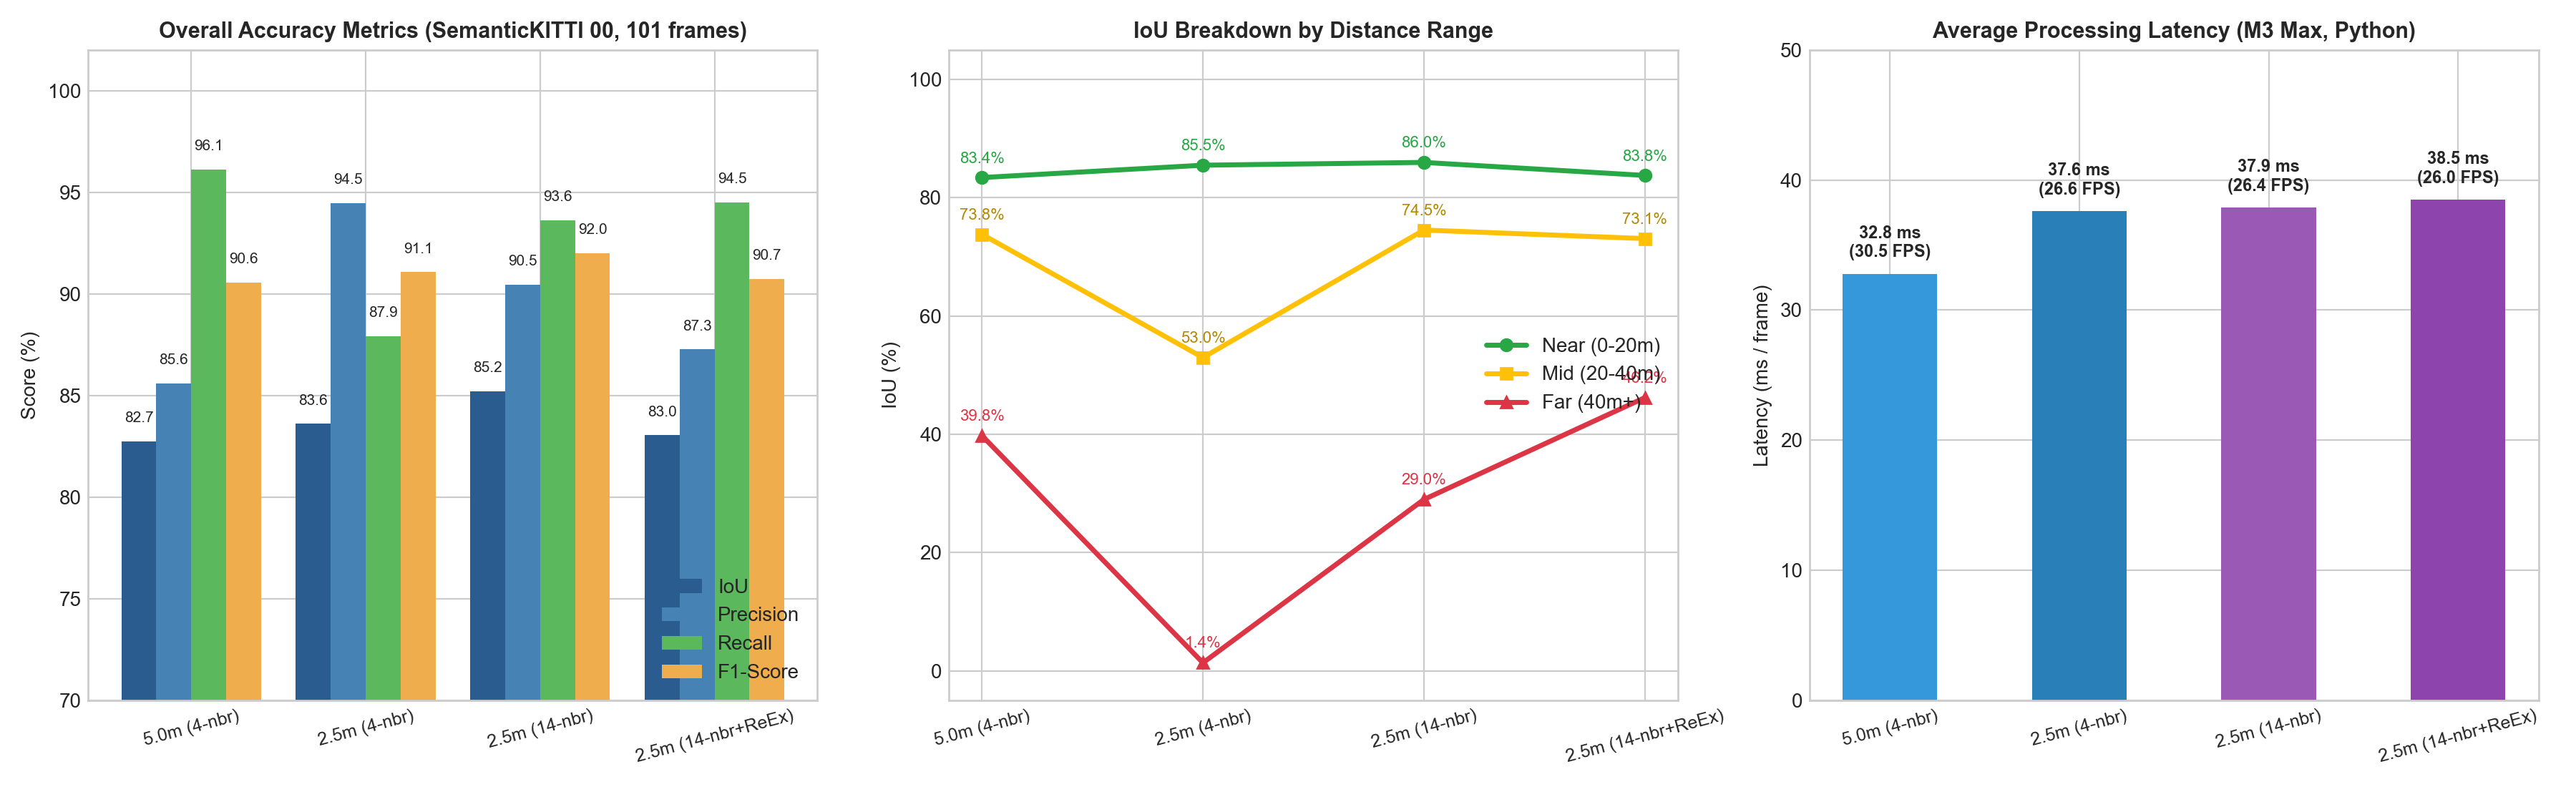 Overall Accuracy Metrics (SemanticKITTI 00, 101 frames)
Score (%)
100
95
90
85
80
75
70
82.7
85.6
96.1
90.6
83.6
94.5
87.9
91.1
85.2
90.5
93.6
92.0
83.0
87.3
94.5
90.7
IoU
Precision
Recall
F1-Score
5.0m (4-nbr)
2.5m (4-nbr)
2.5m (14-nbr)
2.5m (14-nbr+ReEx)
IoU Breakdown by Distance Range
IoU (%)
100
80
60
40
20
0
83.4%
85.5%
86.0%
83.8%
73.8%
53.0%
74.5%
73.1%
39.8%
1.4%
29.0%
46.2%
Near (0-20m)
Mid (20-40m)
Far (40m+)
5.0m (4-nbr)
2.5m (4-nbr)
2.5m (14-nbr)
2.5m (14-nbr+ReEx)
Average Processing Latency (M3 Max, Python)
Latency (ms / frame)
50
40
30
20
10
0
32.8 ms
(30.5 FPS)
37.6 ms
(26.6 FPS)
37.9 ms
(26.4 FPS)
38.5 ms
(26.0 FPS)
5.0m (4-nbr)
2.5m (4-nbr)
2.5m (14-nbr)
2.5m (14-nbr+ReEx)